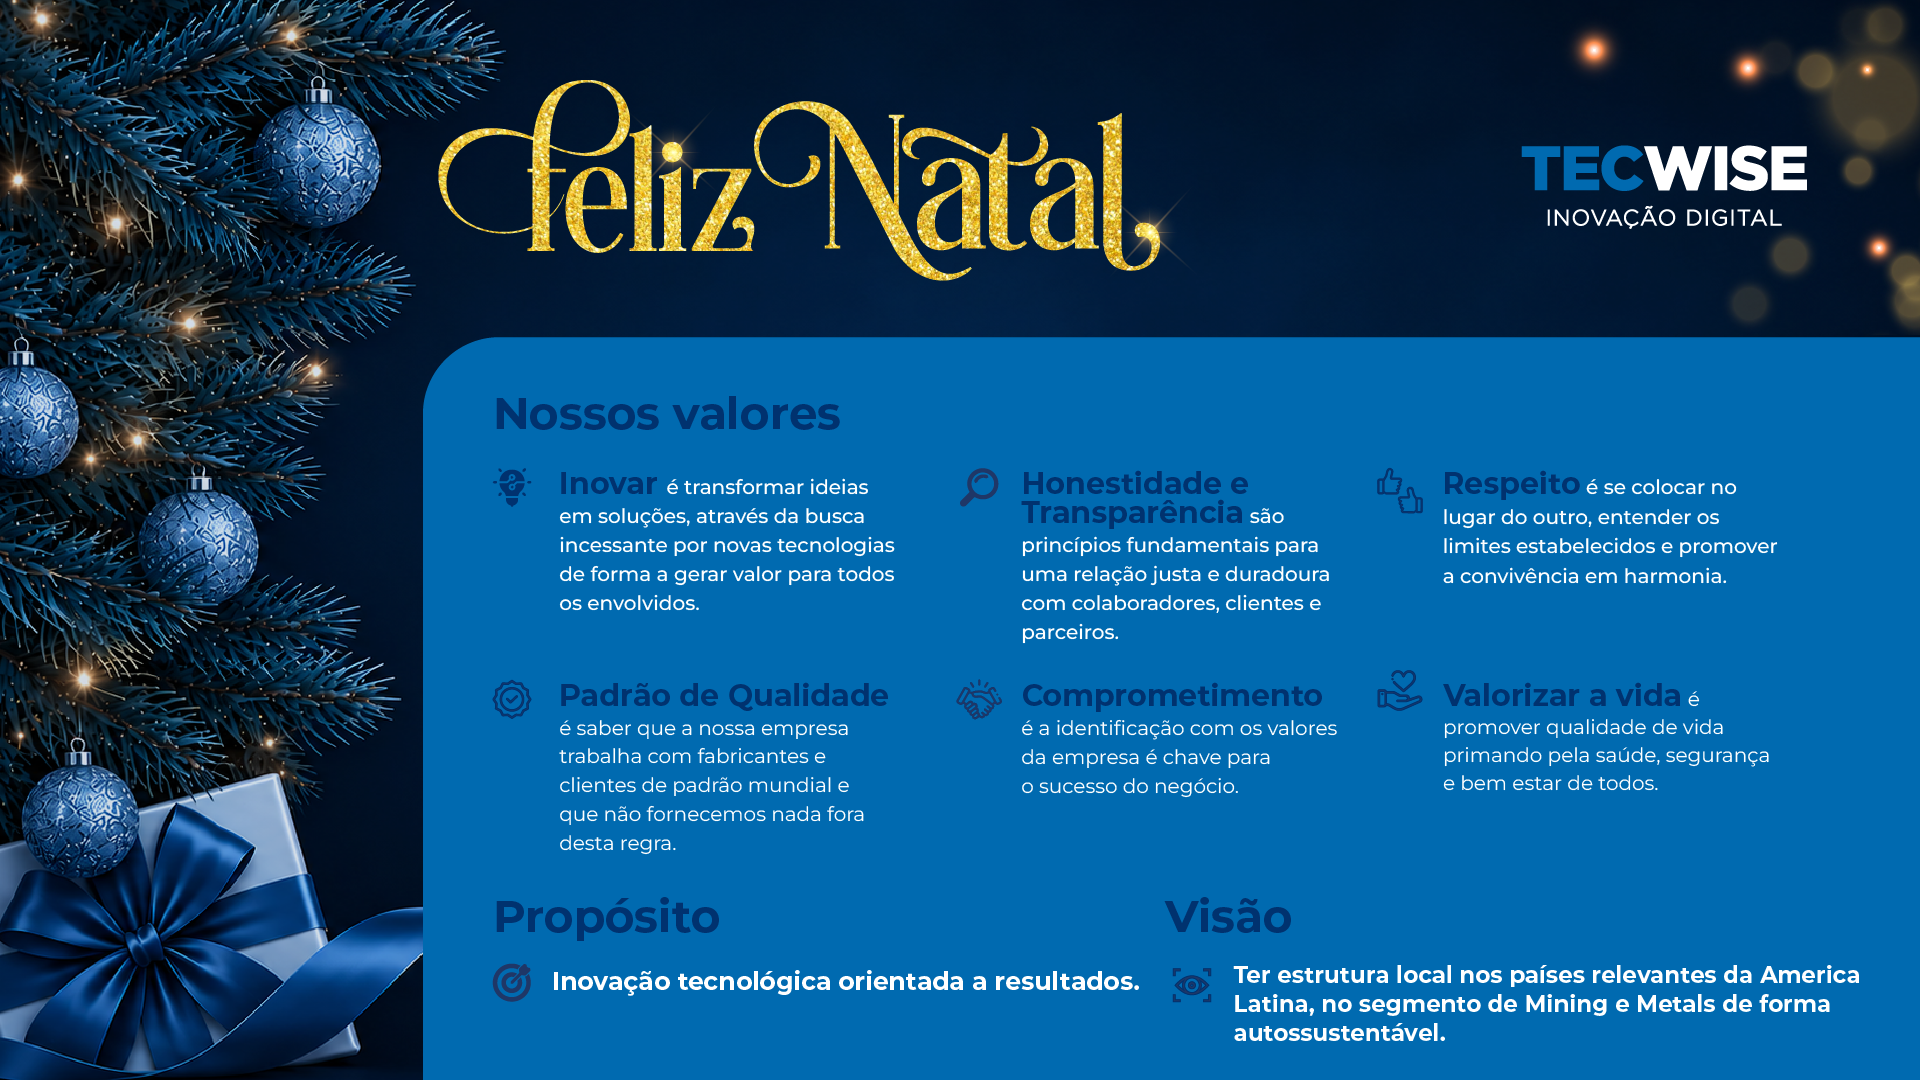 feliz Natal
TECWISE
INOVAÇÃO DIGITAL
Nossos valores
Inovar é transformar ideias
em soluções, através da busca
incessante por novas tecnologias
de forma a gerar valor para todos
os envolvidos.
Honestidade e
Transparência são
princípios fundamentais para
uma relação justa e duradoura
com colaboradores, clientes e
parceiros.
Respeito é se colocar no
lugar do outro, entender os
limites estabelecidos e promover
a convivência em harmonia.
Padrão de Qualidade
é saber que a nossa empresa
trabalha com fabricantes e
clientes de padrão mundial e
que não fornecemos nada fora
desta regra.
Comprometimento
é a identificação com os valores
da empresa é chave para
o sucesso do negócio.
Valorizar a vida é
promover qualidade de vida
primando pela saúde, segurança
e bem estar de todos.
Propósito
Inovação tecnológica orientada a resultados.
Visão
Ter estrutura local nos países relevantes da America
Latina, no segmento de Mining e Metals de forma
autossustentável.